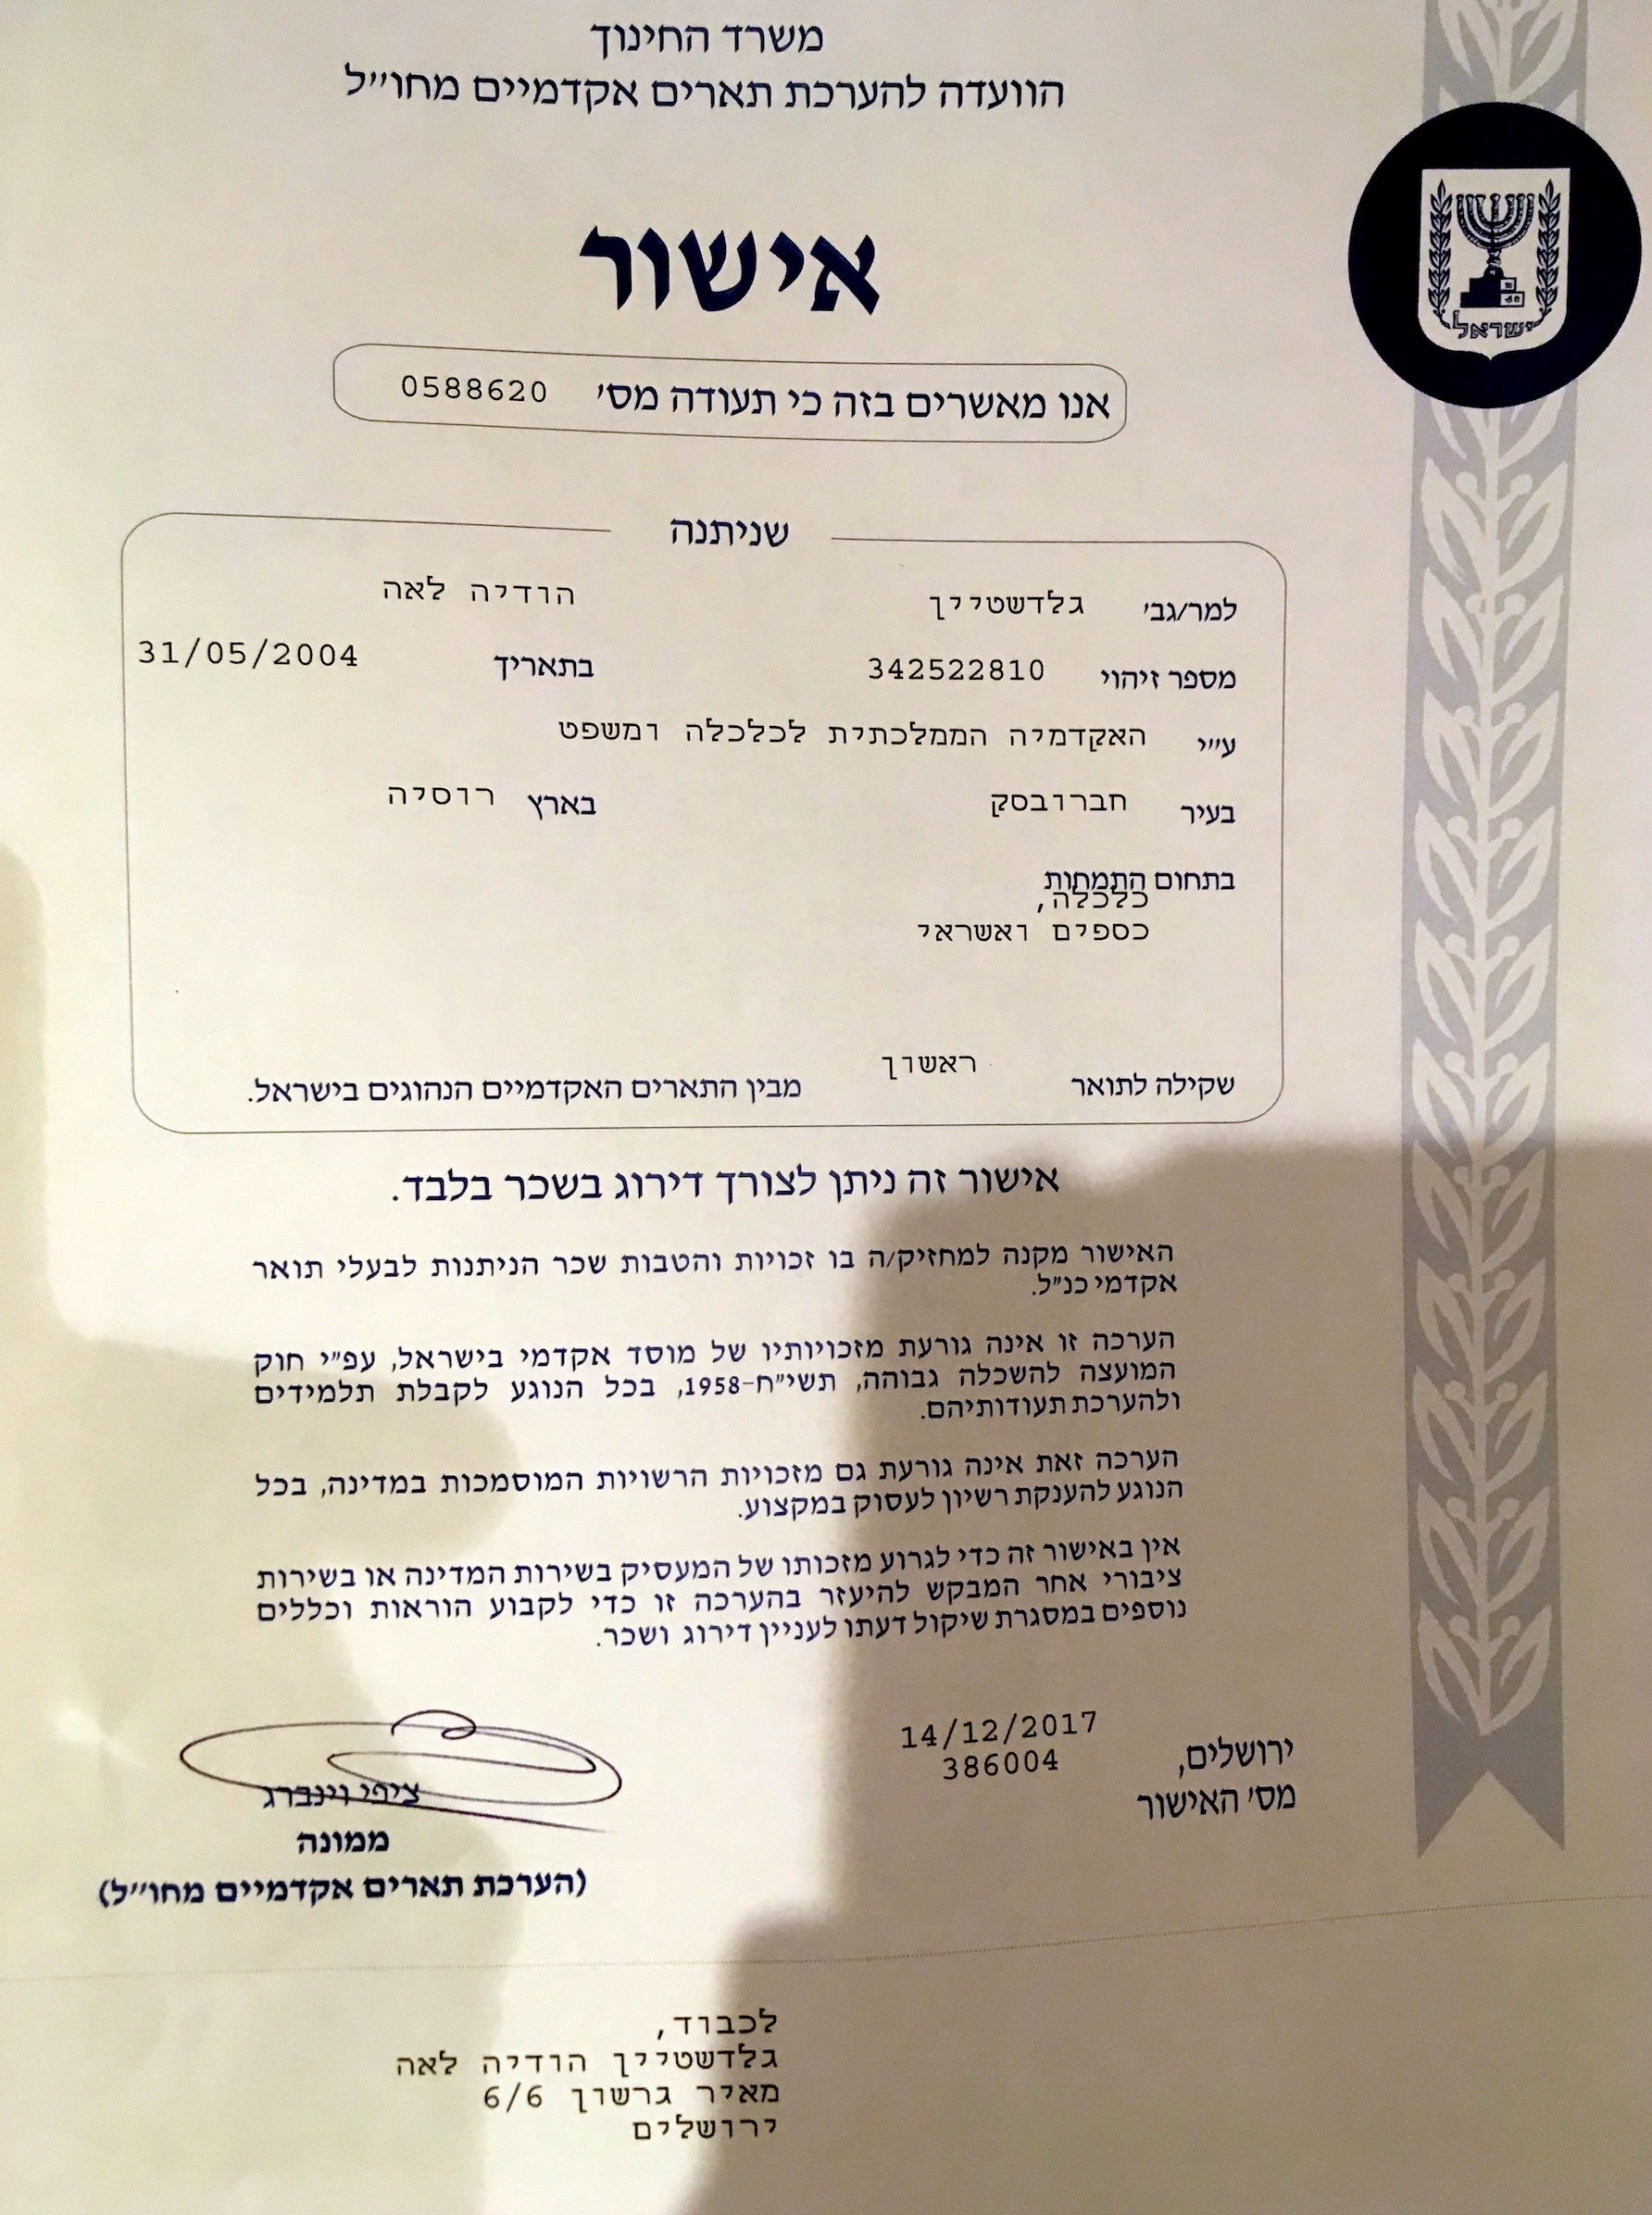 משרד החינוך
הוועדה להערכת תארים אקדמיים מחו״ל
ישראל
אישור
אנו מאשרים בזה כי תעודה מס׳ 0588620
שניתנה
למר/גב׳ גלדשטיין הודיה לאה
מספר זיהוי 342522810 בתאריך 31/05/2004
ע״י האקדמיה הממלכתית לכלכלה ומשפט
בעיר חברובסק בארץ רוסיה
בתחום התמחות
כלכלה,
כספים ואשראי
שקילה לתואר ראשון מבין התארים האקדמיים הנהוגים בישראל.
אישור זה ניתן לצורך דירוג בשכר בלבד.
האישור מקנה למחזיק/ה בו זכויות והטבות שכר הניתנות לבעלי תואר
אקדמי כנ״ל.
הערכה זו אינה גורעת מזכויותיו של מוסד אקדמי בישראל, עפ״י חוק
המועצה להשכלה גבוהה, תשי״ח-1958, בכל הנוגע לקבלת תלמידים
ולהערכת תעודותיהם.
הערכה זאת אינה גורעת גם מזכויות הרשויות המוסמכות במדינה, בכל
הנוגע להענקת רשיון לעסוק במקצוע.
אין באישור זה כדי לגרוע מזכותו של המעסיק בשירות המדינה או בשירות
ציבורי אחר המבקש להיעזר בהערכה זו כדי לקבוע הוראות וכללים
נוספים במסגרת שיקול דעתו לעניין דירוג ושכר.
ירושלים, 14/12/2017
מס׳ האישור 386004
ציפי וינברג
ממונה
(הערכת תארים אקדמיים מחו״ל)
לכבוד,
גלדשטיין הודיה לאה
מאיר גרשון 6/6
ירושלים